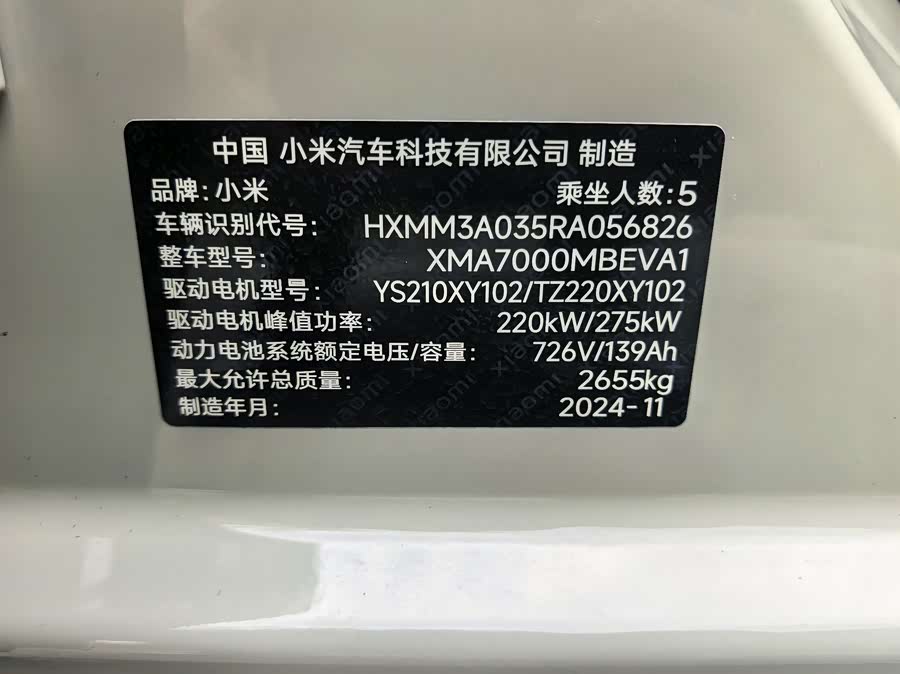 中国 小米汽车科技有限公司 制造
品牌:小米 乘坐人数:5
车辆识别代号: HXMM3A035RA056826
整车型号: XMA7000MBEVA1
驱动电机型号: YS210XY102/TZ220XY102
驱动电机峰值功率: 220kW/275kW
动力电池系统额定电压/容量: 726V/139Ah
最大允许总质量: 2655kg
制造年月: 2024-11